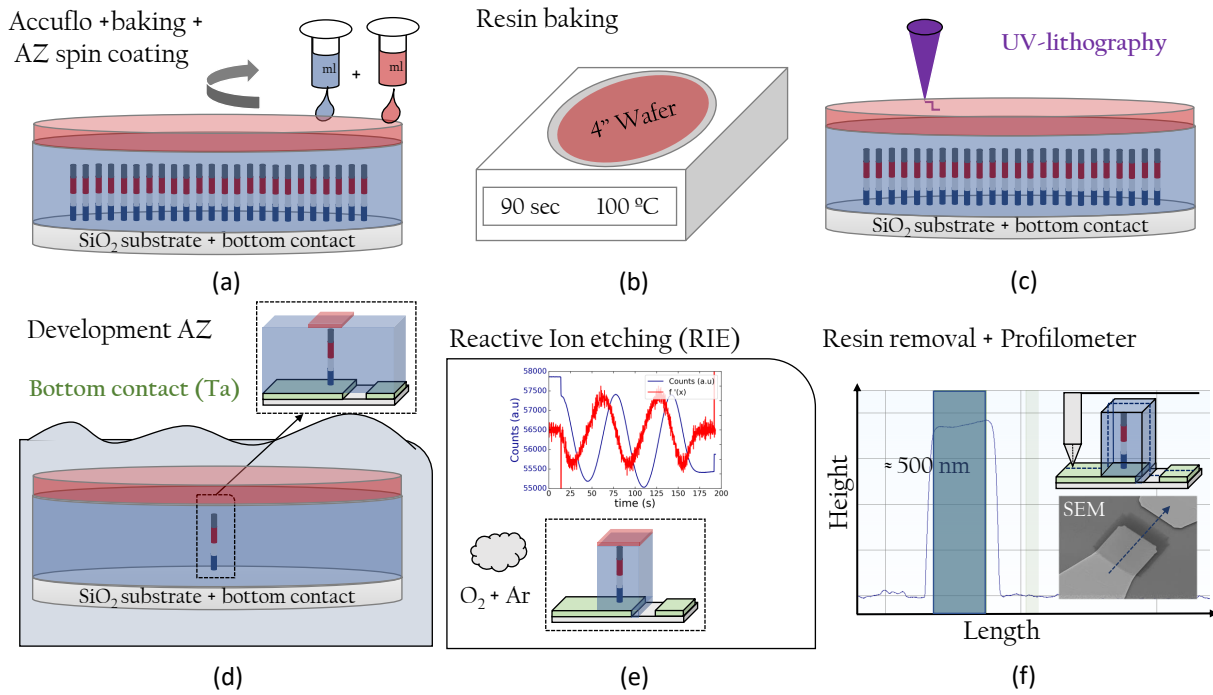 Accuflo +baking +
AZ spin coating
ml
+
ml
SiO2 substrate + bottom contact
(a)
Resin baking
4” Wafer
90 sec 100 ºC
(b)
UV-lithography
SiO2 substrate + bottom contact
(c)
Development AZ
Bottom contact (Ta)
SiO2 substrate + bottom contact
(d)
Reactive Ion etching (RIE)
Counts (a.u)
f '(x)
58000
57500
57000
56500
56000
55500
55000
Counts (a.u)
0 25 50 75 100 125 150 175 200
time (s)
O2 + Ar
(e)
Resin removal + Profilometer
Height
≈ 500 nm
SEM
Length
(f)